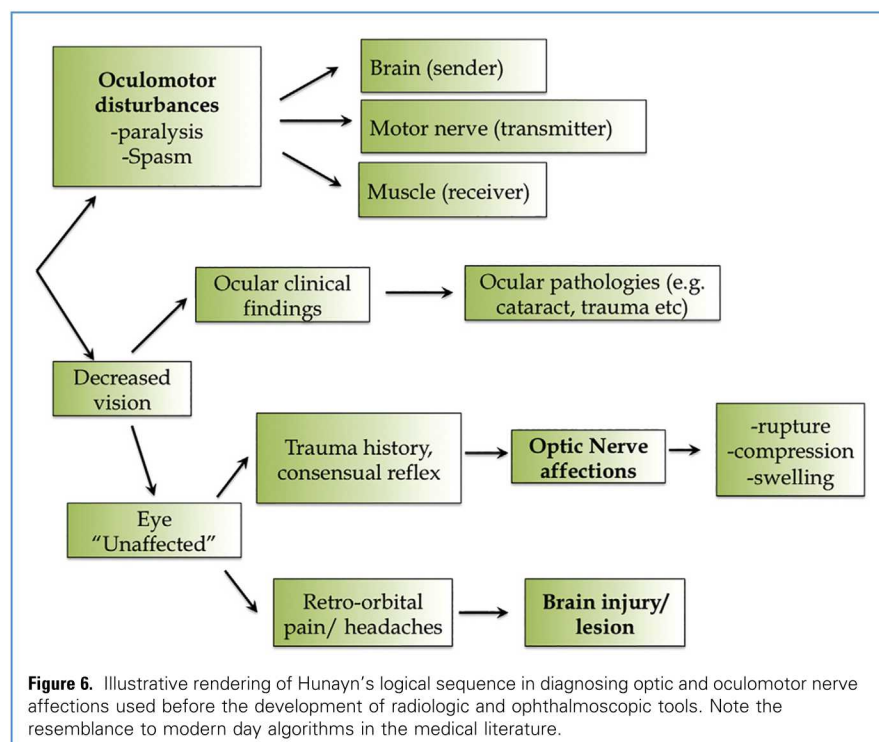 Oculomotor
disturbances
-paralysis
-Spasm
Brain (sender)
Motor nerve (transmitter)
Muscle (receiver)
Ocular clinical
findings
Ocular pathologies (e.g.
cataract, trauma etc)
Decreased
vision
Trauma history,
consensual reflex
Optic Nerve
affections
-rupture
-compression
-swelling
Eye
"Unaffected"
Retro-orbital
pain/ headaches
Brain injury/
lesion
Figure 6. Illustrative rendering of Hunayn's logical sequence in diagnosing optic and oculomotor nerve
affections used before the development of radiologic and ophthalmoscopic tools. Note the
resemblance to modern day algorithms in the medical literature.